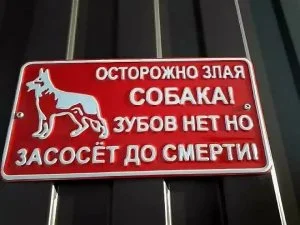 ОСТОРОЖНО ЗЛАЯ
СОБАКА!
ЗУБОВ НЕТ НО
ЗАСОСЁТ ДО СМЕРТИ!